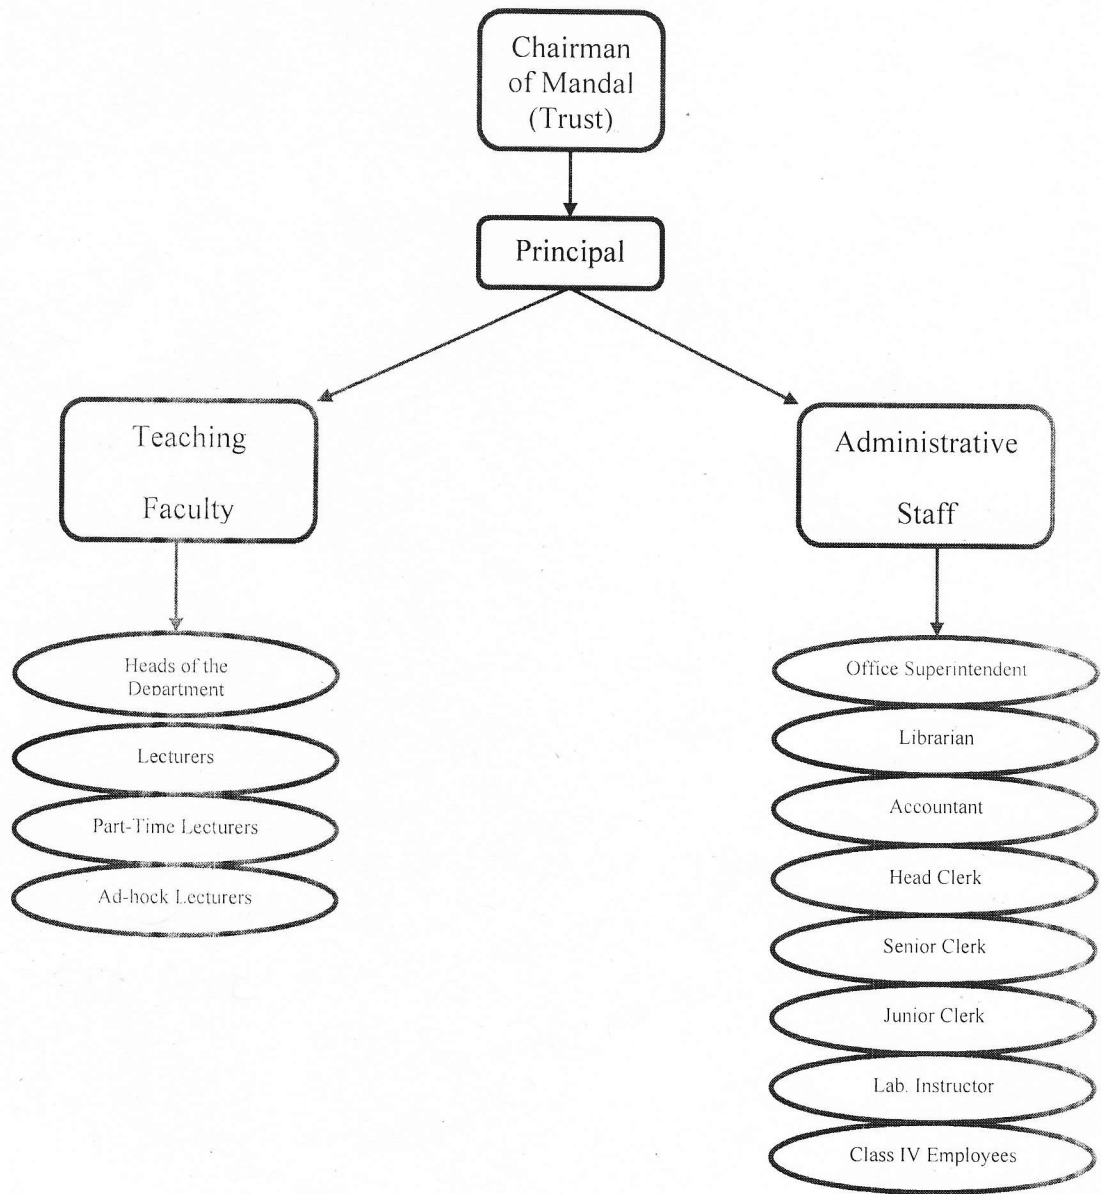 Chairman
of Mandal
(Trust)
Principal
Teaching
Faculty
Administrative
Staff
Heads of the
Department
Lecturers
Part-Time Lecturers
Ad-hock Lecturers
Office Superintendent
Librarian
Accountant
Head Clerk
Senior Clerk
Junior Clerk
Lab. Instructor
Class IV Employees